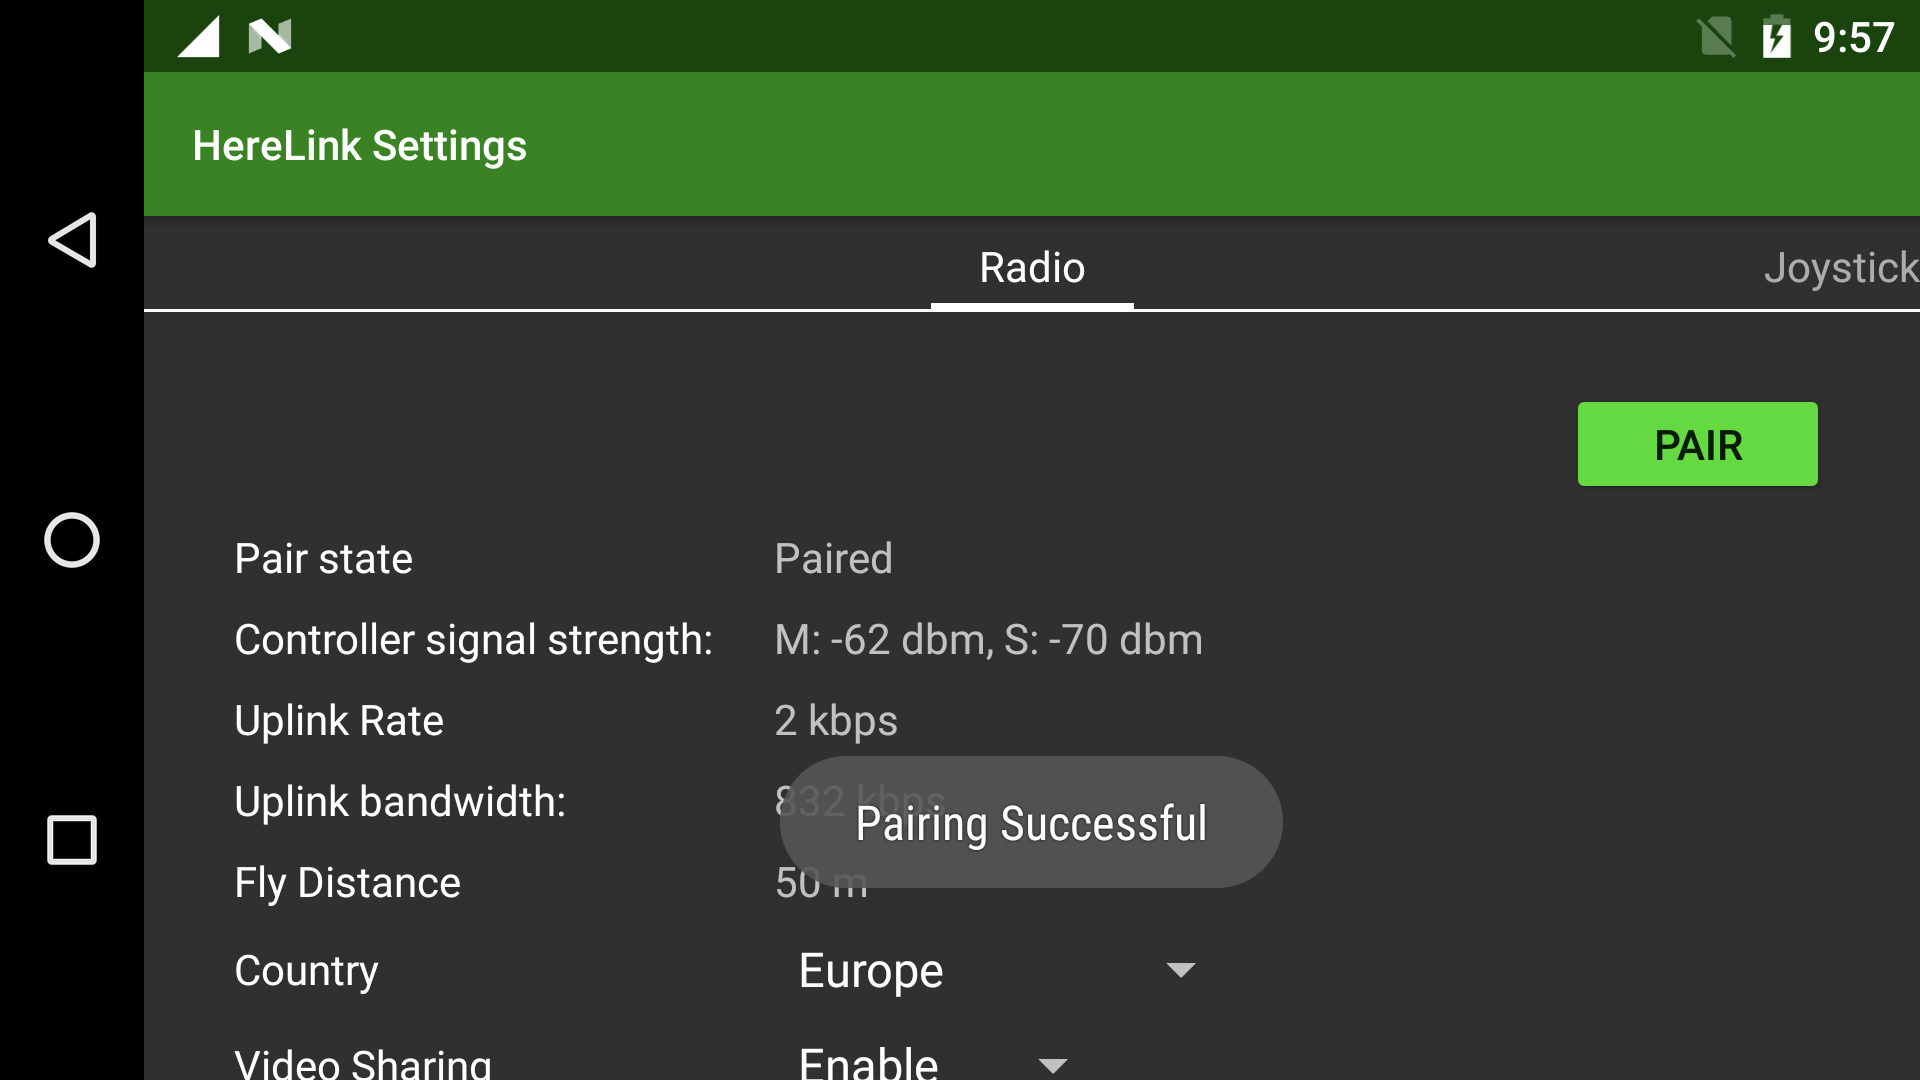 9:57
HereLink Settings
Radio
Joystick
PAIR
Pair state
Paired
Controller signal strength:
M: -62 dbm, S: -70 dbm
Uplink Rate
2 kbps
Uplink bandwidth:
832 kbps
Pairing Successful
Fly Distance
50 m
Country
Europe
Video Sharing
Enable